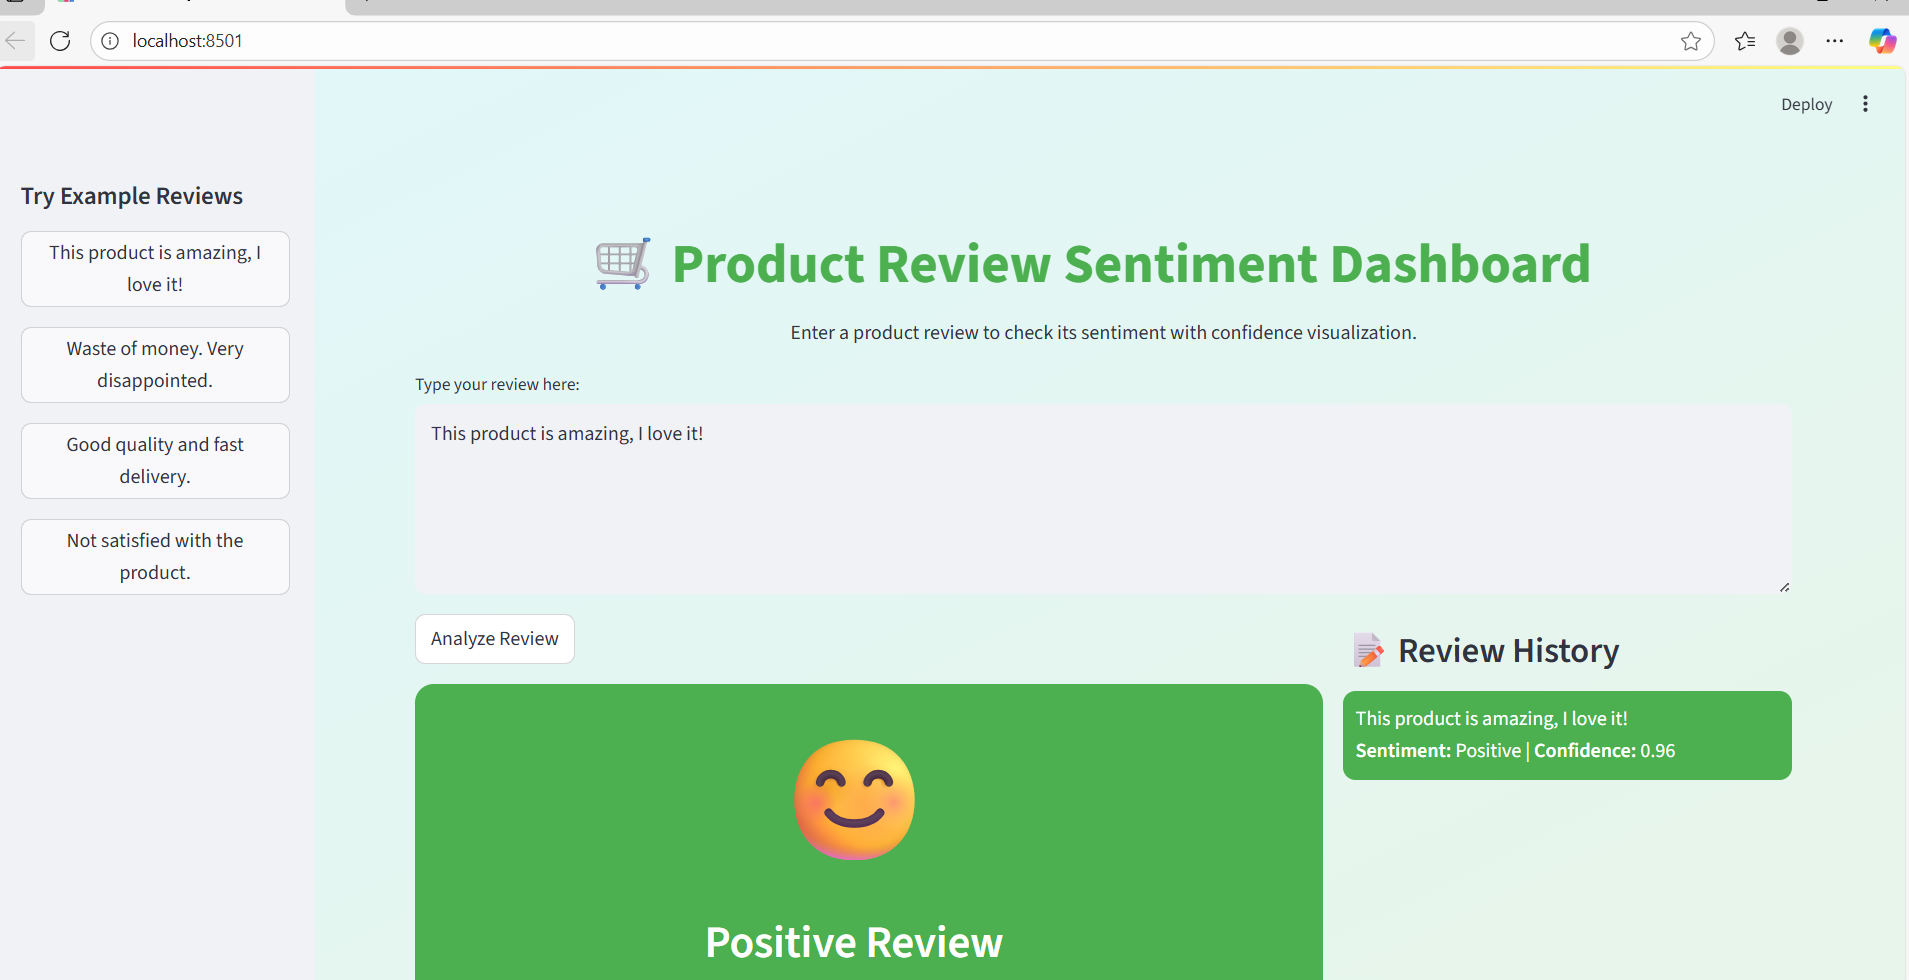 localhost:8501
Deploy
Try Example Reviews
This product is amazing, I
love it!
Waste of money. Very
disappointed.
Good quality and fast
delivery.
Not satisfied with the
product.
Product Review Sentiment Dashboard
Enter a product review to check its sentiment with confidence visualization.
Type your review here:
This product is amazing, I love it!
Analyze Review
Review History
This product is amazing, I love it!
Sentiment: Positive | Confidence: 0.96
Positive Review